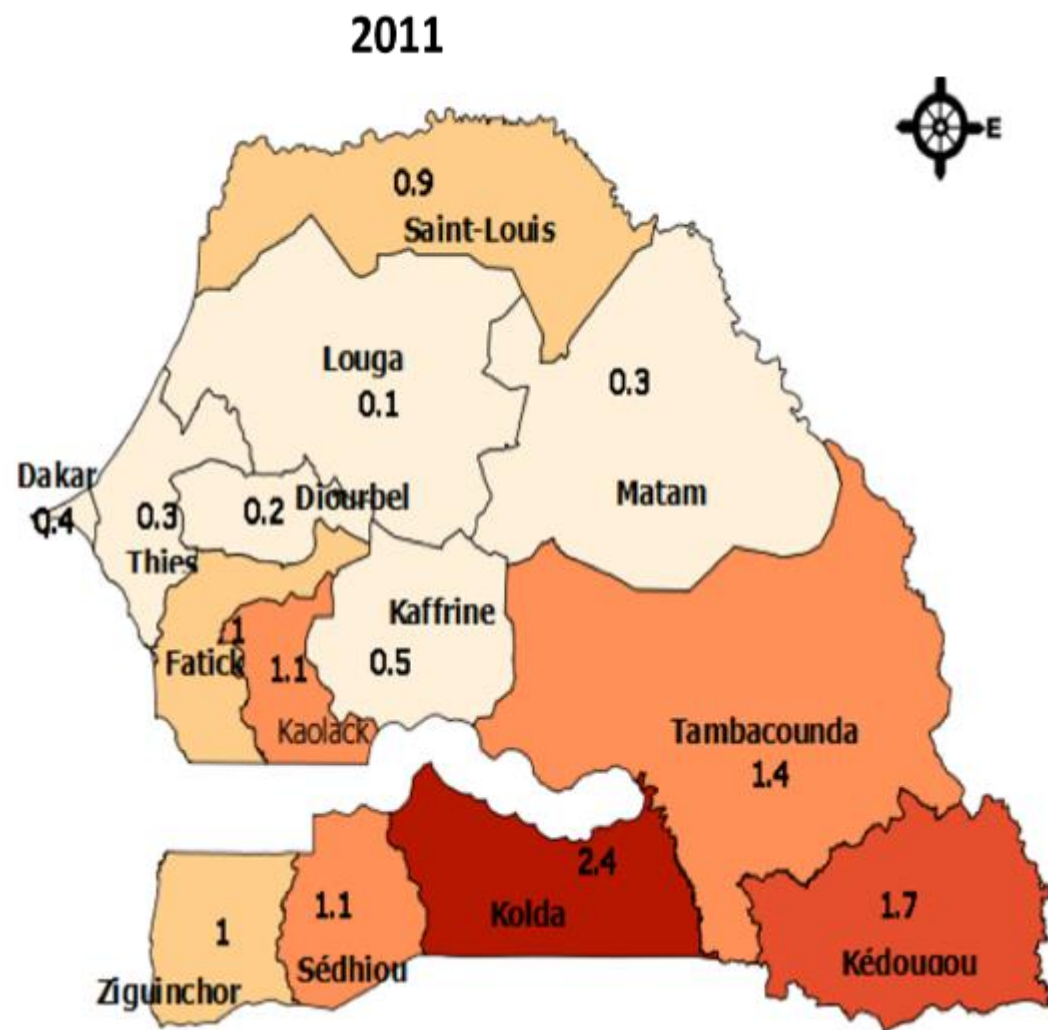 2011
E
0.9
Saint-Louis
Louga
0.1
0.3
Matam
Dakar
0.4
0.3
Thies
0.2
Diourbel
Kaffrine
0.5
1
Fatick
1.1
Kaolack
Tambacounda
1.4
2.4
Kolda
1.7
Kédougou
1.1
Sédhiou
1
Ziguinchor